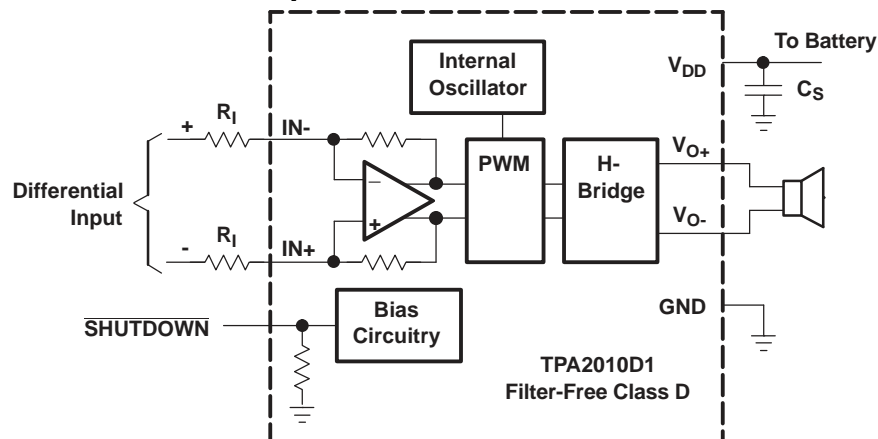 To Battery
Internal
Oscillator
VDD
CS
+
RI
IN-
VO+
PWM
H-
Bridge
−
Differential
Input
+
VO-
-
RI
IN+
GND
SHUTDOWN
Bias
Circuitry
TPA2010D1
Filter-Free Class D